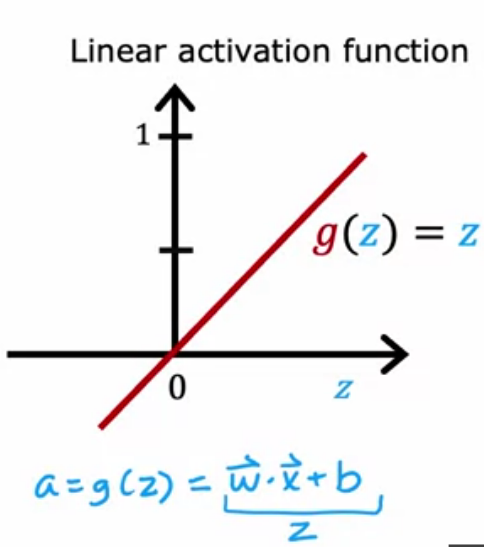 Linear activation function
1
g(z) = z
0
z
a = g(z) = w⃗ · x⃗ + b
z